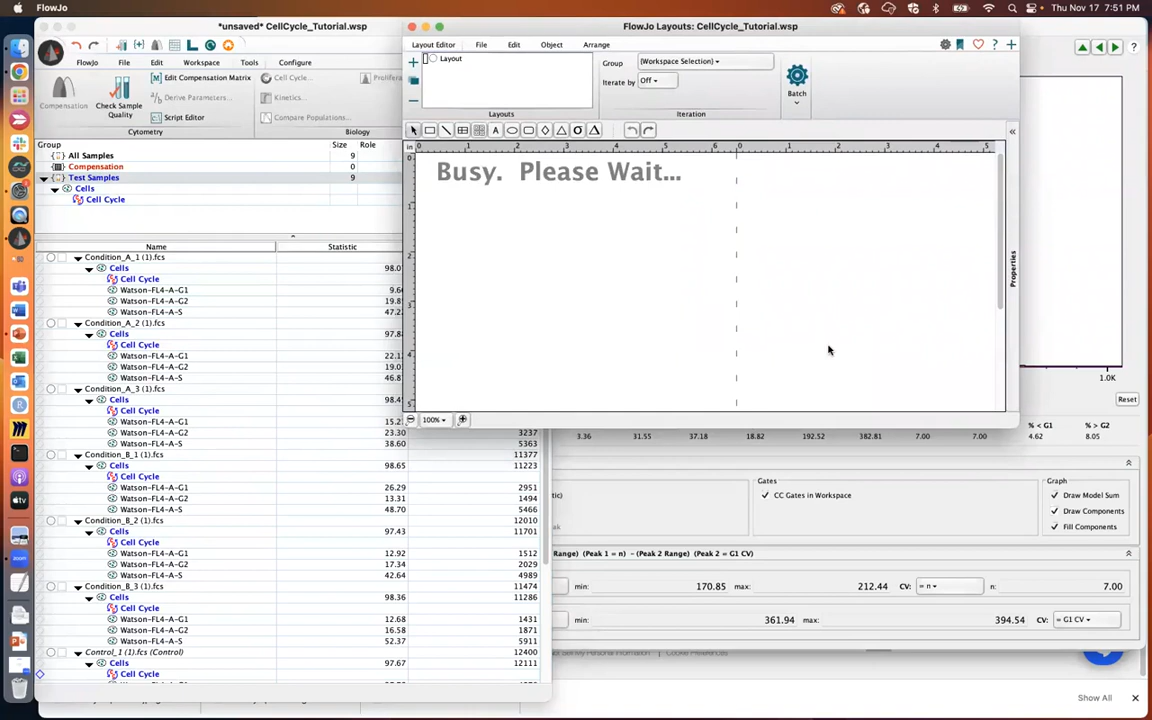 FlowJo
Thu Nov 17 7:51 PM
*unsaved* CellCycle_Tutorial.wsp
FlowJo Layouts: CellCycle_Tutorial.wsp
FlowJo File Edit Workspace Tools Configure
Layout Editor File Edit Object Arrange
Compensation
Check Sample
Quality
Edit Compensation Matrix
Derive Parameters...
Script Editor
Cytometry
Cell Cycle...
Kinetics...
Compare Populations...
Biology
Layout
Layouts
Group (Workspace Selection)
Iterate by Off
Iteration
Batch
Group Size Role
All Samples 9
Compensation 0
Test Samples 9
Cells
Cell Cycle
in 0 1 2 3 4 5 6 0 1 2 3 4 5
Busy. Please Wait...
Properties
100%
Name Statistic
Condition_A_1 (1).fcs
Cells
Cell Cycle
Watson-FL4-A-G1
Watson-FL4-A-G2
Watson-FL4-A-S
Condition_A_2 (1).fcs
Cells
Cell Cycle
Watson-FL4-A-G1
Watson-FL4-A-G2
Watson-FL4-A-S
Condition_A_3 (1).fcs
Cells
Cell Cycle
Watson-FL4-A-G1
Watson-FL4-A-G2 23.30 3237
Watson-FL4-A-S 38.60 5363
Condition_B_1 (1).fcs 11377
Cells 98.65 11223
Cell Cycle
Watson-FL4-A-G1 26.29 2951
Watson-FL4-A-G2 13.31 1494
Watson-FL4-A-S 48.70 5466
Condition_B_2 (1).fcs 12010
Cells 97.43 11701
Cell Cycle
Watson-FL4-A-G1 12.92 1512
Watson-FL4-A-G2 17.34 2029
Watson-FL4-A-S 42.64 4989
Condition_B_3 (1).fcs 11474
Cells 98.36 11286
Cell Cycle
Watson-FL4-A-G1 12.68 1431
Watson-FL4-A-G2 16.58 1871
Watson-FL4-A-S 52.37 5911
Control_1 (1).fcs (Control) 12400
Cells 97.67 12111
Cell Cycle
1.0K
Reset
% < G1 % > G2
3.36 31.55 37.18 18.82 192.52 382.81 7.00 7.00 4.62 8.05
Gates
CC Gates in Workspace
Graph
Draw Model Sum
Draw Components
Fill Components
Range) (Peak 1 = n) - (Peak 2 Range) (Peak 2 = G1 CV)
min: 170.85 max: 212.44 CV: = n n: 7.00
361.94 max: 394.54 CV: = G1 CV
Show All